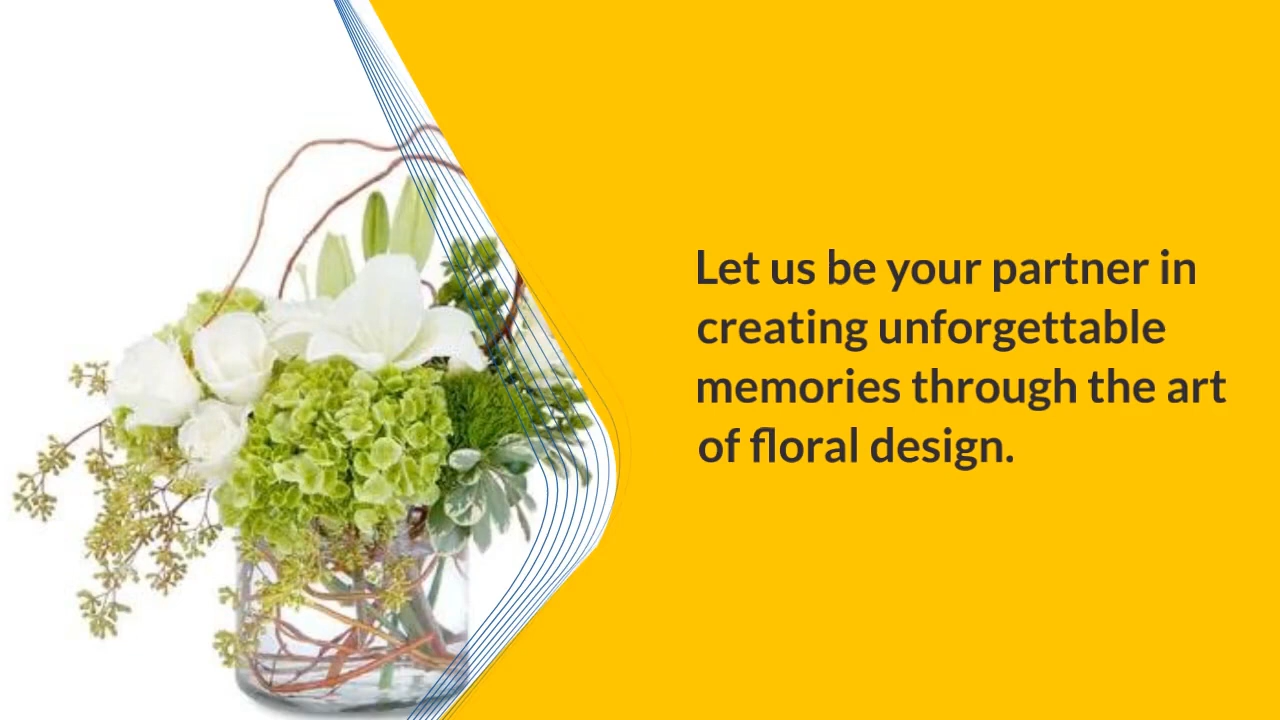 Let us be your partner in
creating unforgettable
memories through the art
of floral design.